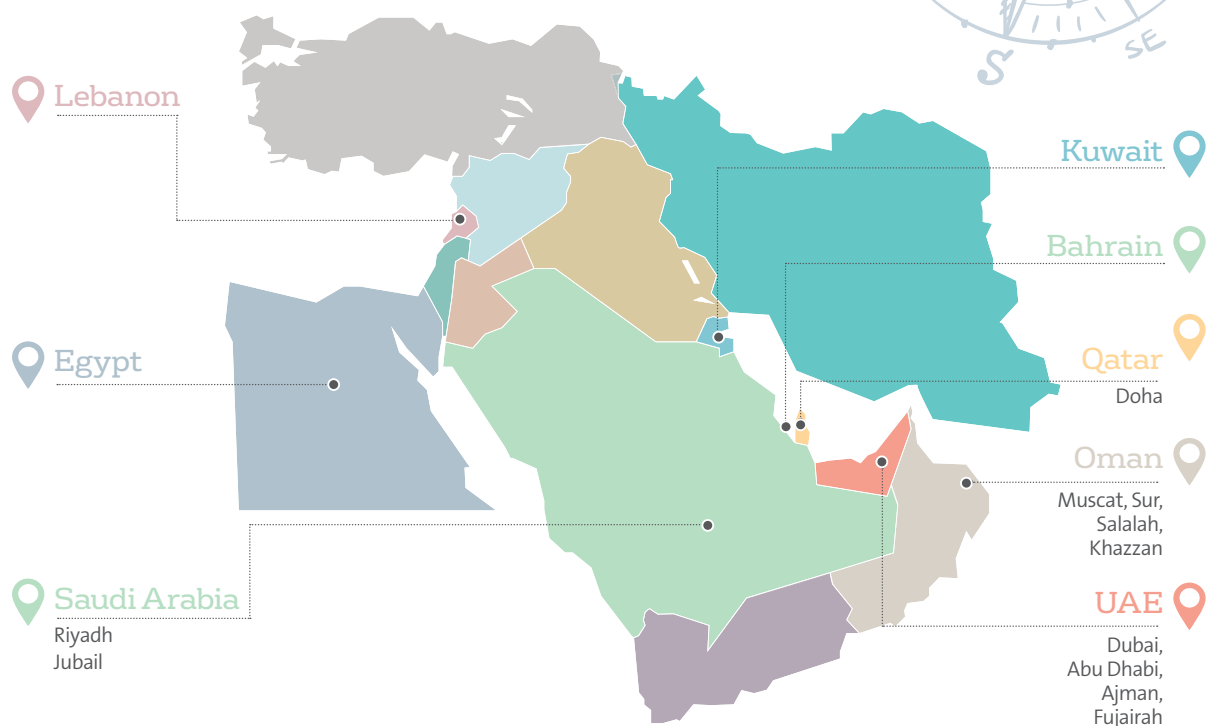 S
SE
Lebanon
Kuwait
Bahrain
Egypt
Qatar
Doha
Oman
Muscat, Sur,
Salalah,
Khazzan
Saudi Arabia
Riyadh
Jubail
UAE
Dubai,
Abu Dhabi,
Ajman,
Fujairah